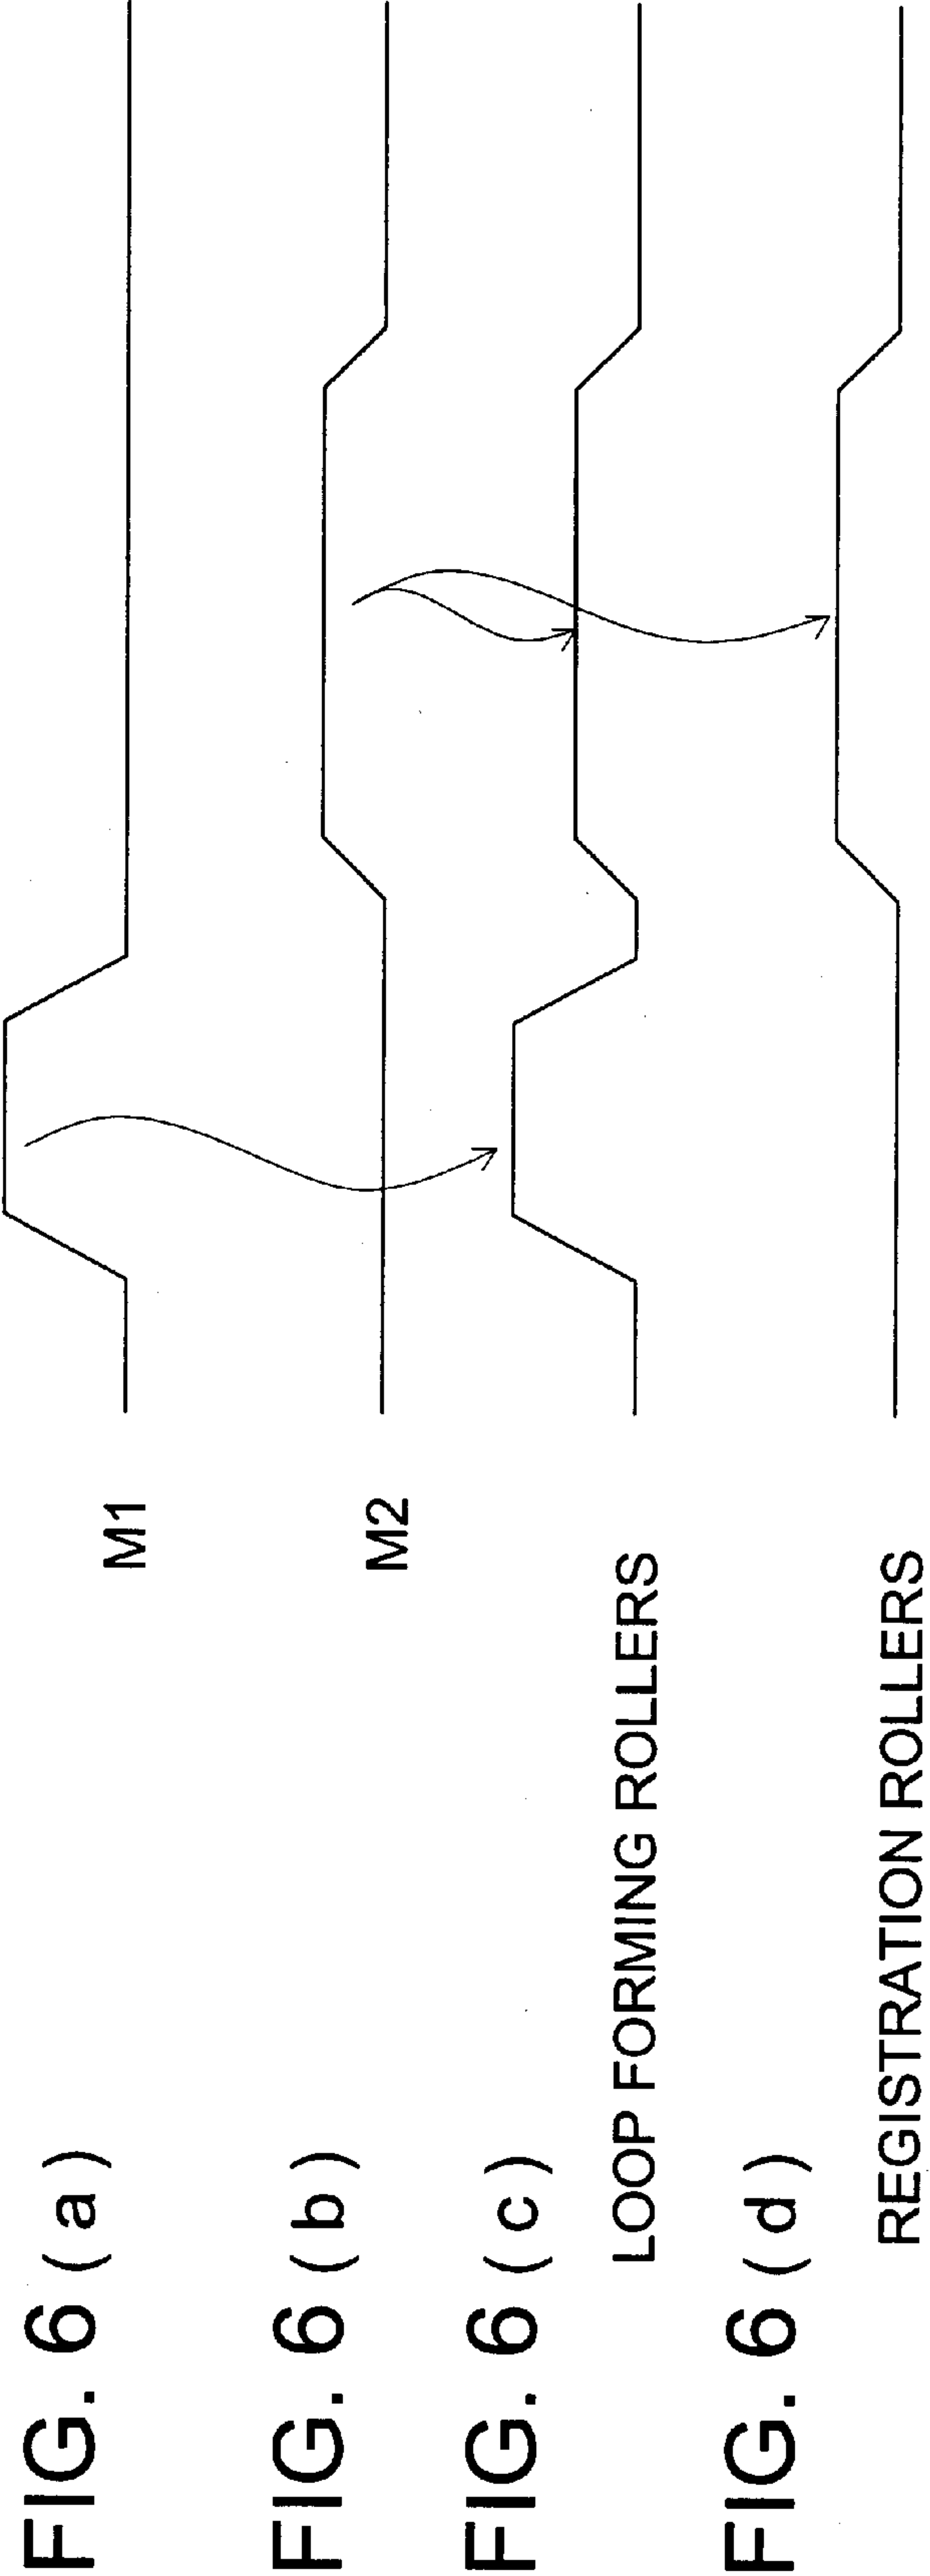 FIG. 6 ( a )
M1
FIG. 6 ( b )
M2
FIG. 6 ( c )
LOOP FORMING ROLLERS
FIG. 6 ( d )
REGISTRATION ROLLERS